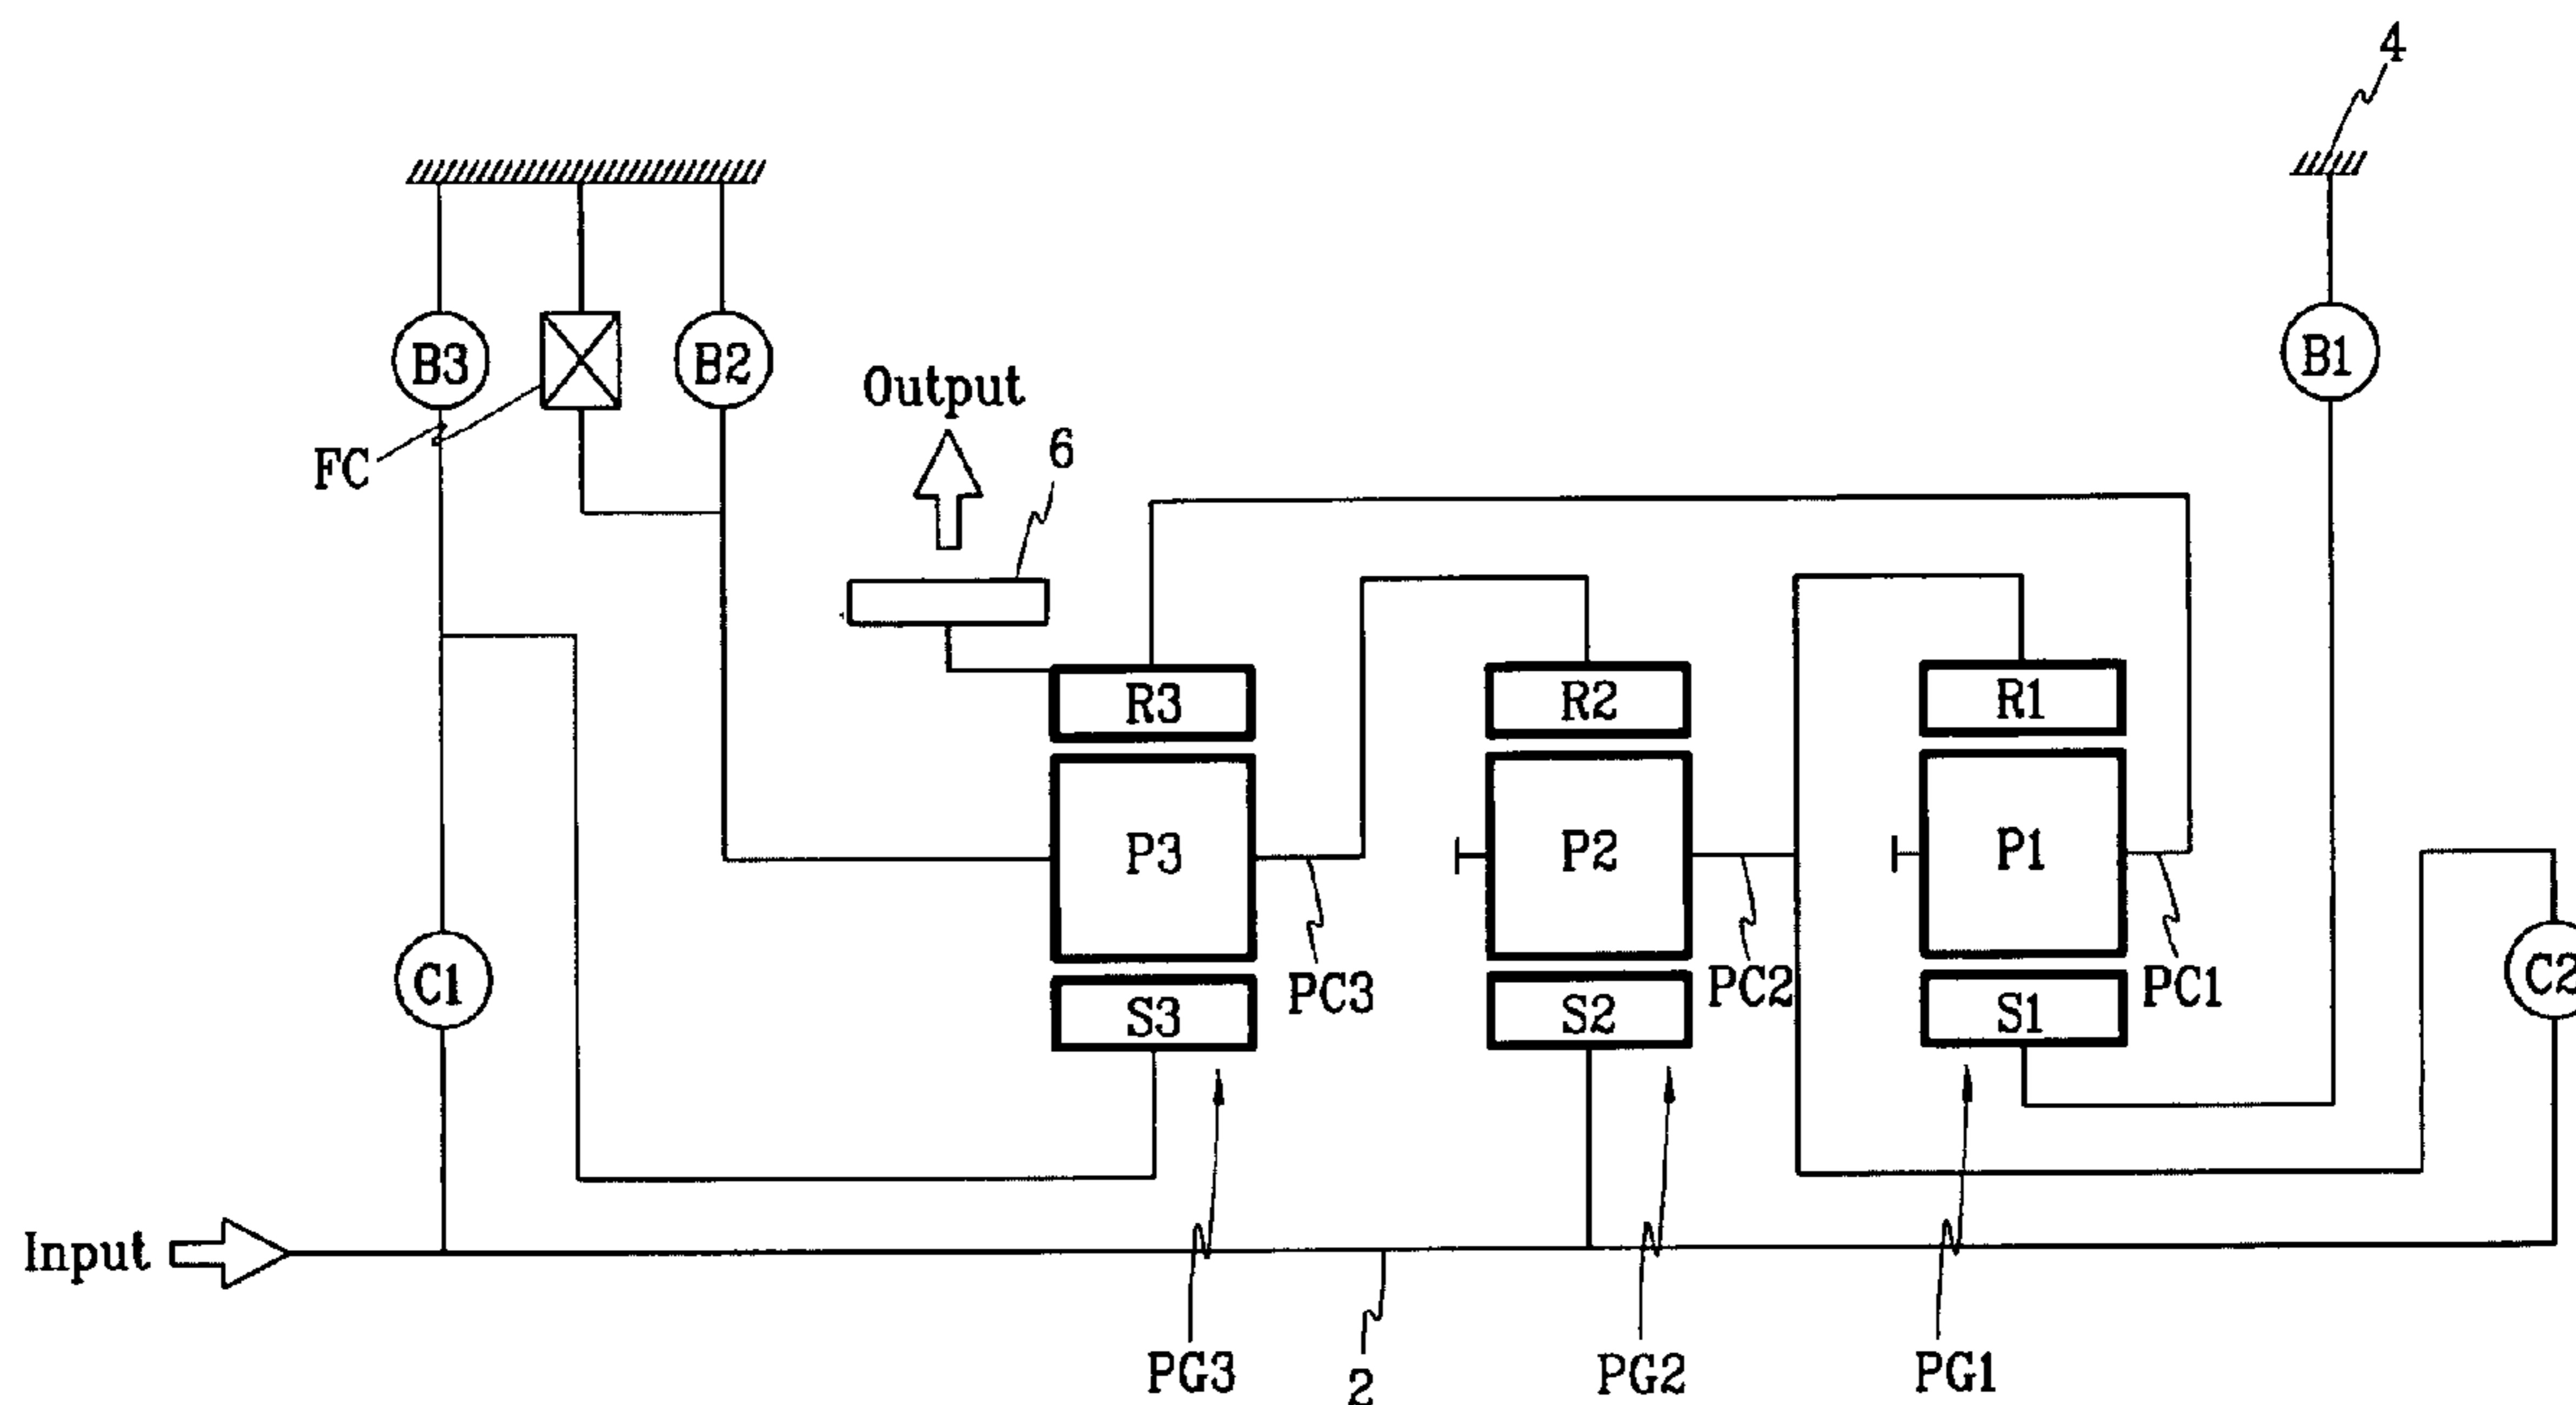 4
B3
B2
B1
Output
FC
6
R3
R2
R1
P3
P2
P1
C1
PC3
PC2
PC1
C2
S3
S2
S1
Input
PG3
2
PG2
PG1